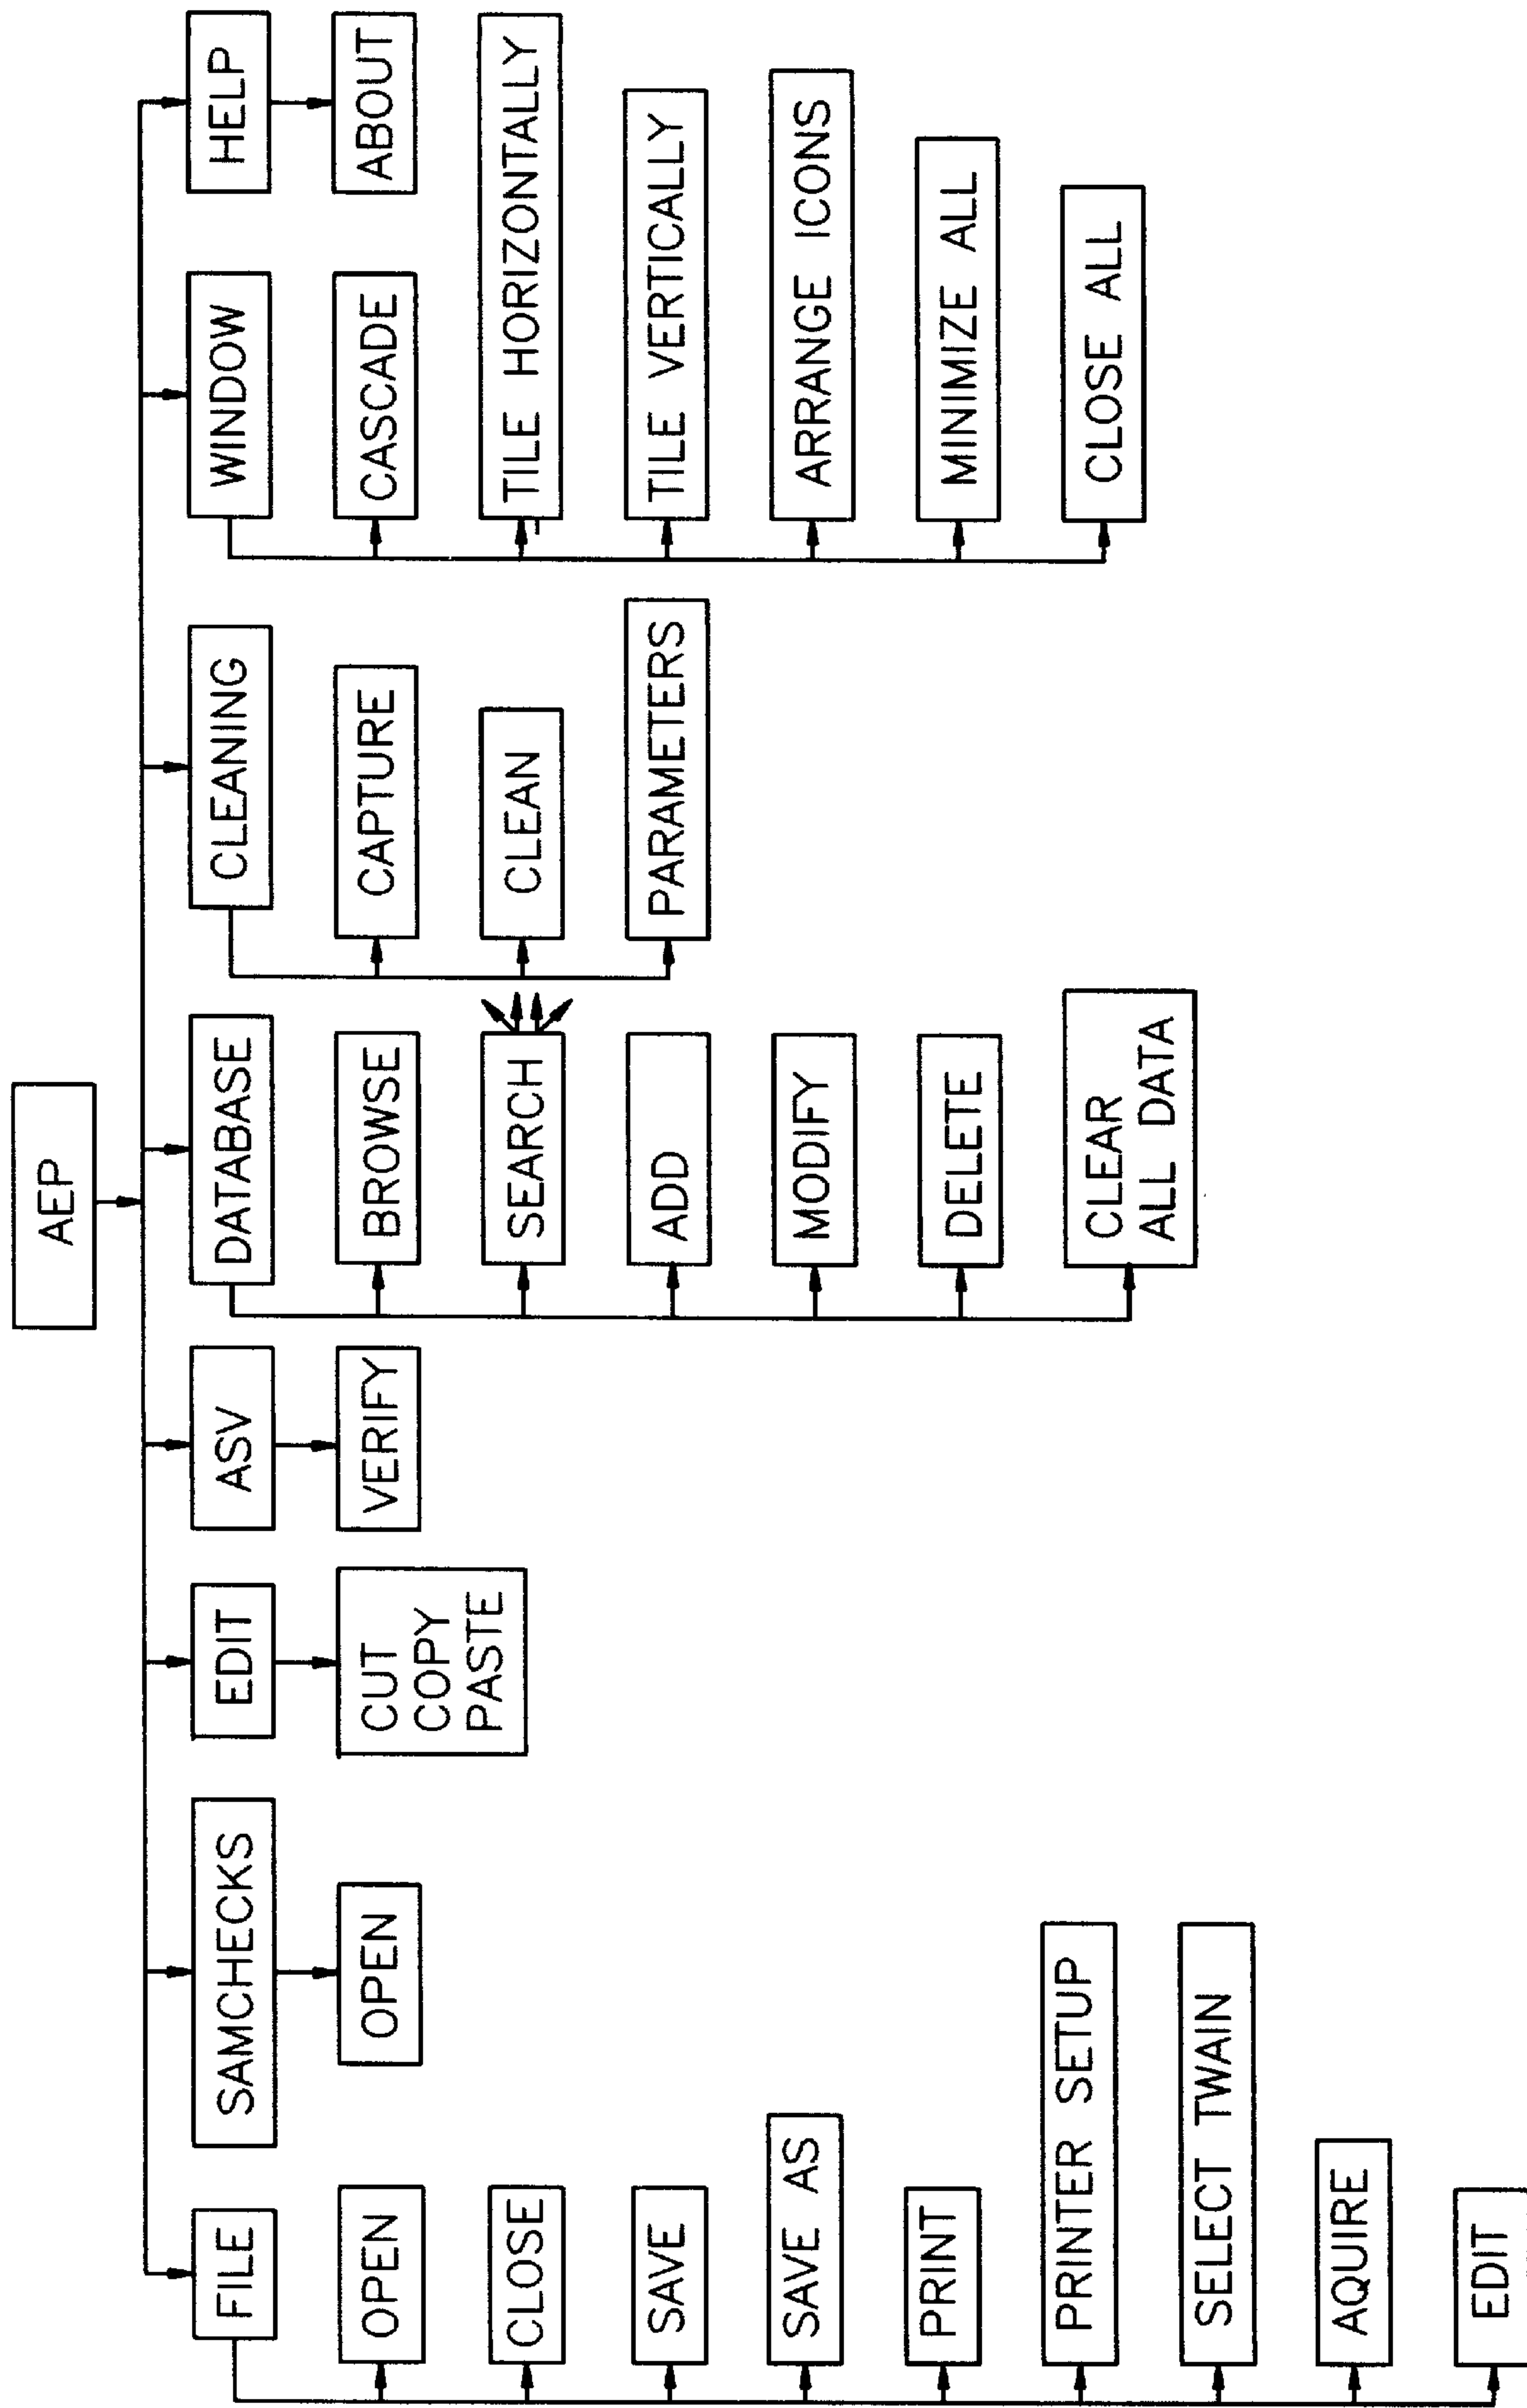 AEP
FILE
OPEN
CLOSE
SAVE
SAVE AS
PRINT
PRINTER SETUP
SELECT TWAIN
AQUIRE
EDIT
SAMCHECKS
OPEN
EDIT
CUT
COPY
PASTE
ASV
VERIFY
DATABASE
BROWSE
SEARCH
ADD
MODIFY
DELETE
CLEAR
ALL DATA
CLEANING
CAPTURE
CLEAN
PARAMETERS
WINDOW
CASCADE
TILE HORIZONTALLY
TILE VERTICALLY
ARRANGE ICONS
MINIMIZE ALL
CLOSE ALL
HELP
ABOUT